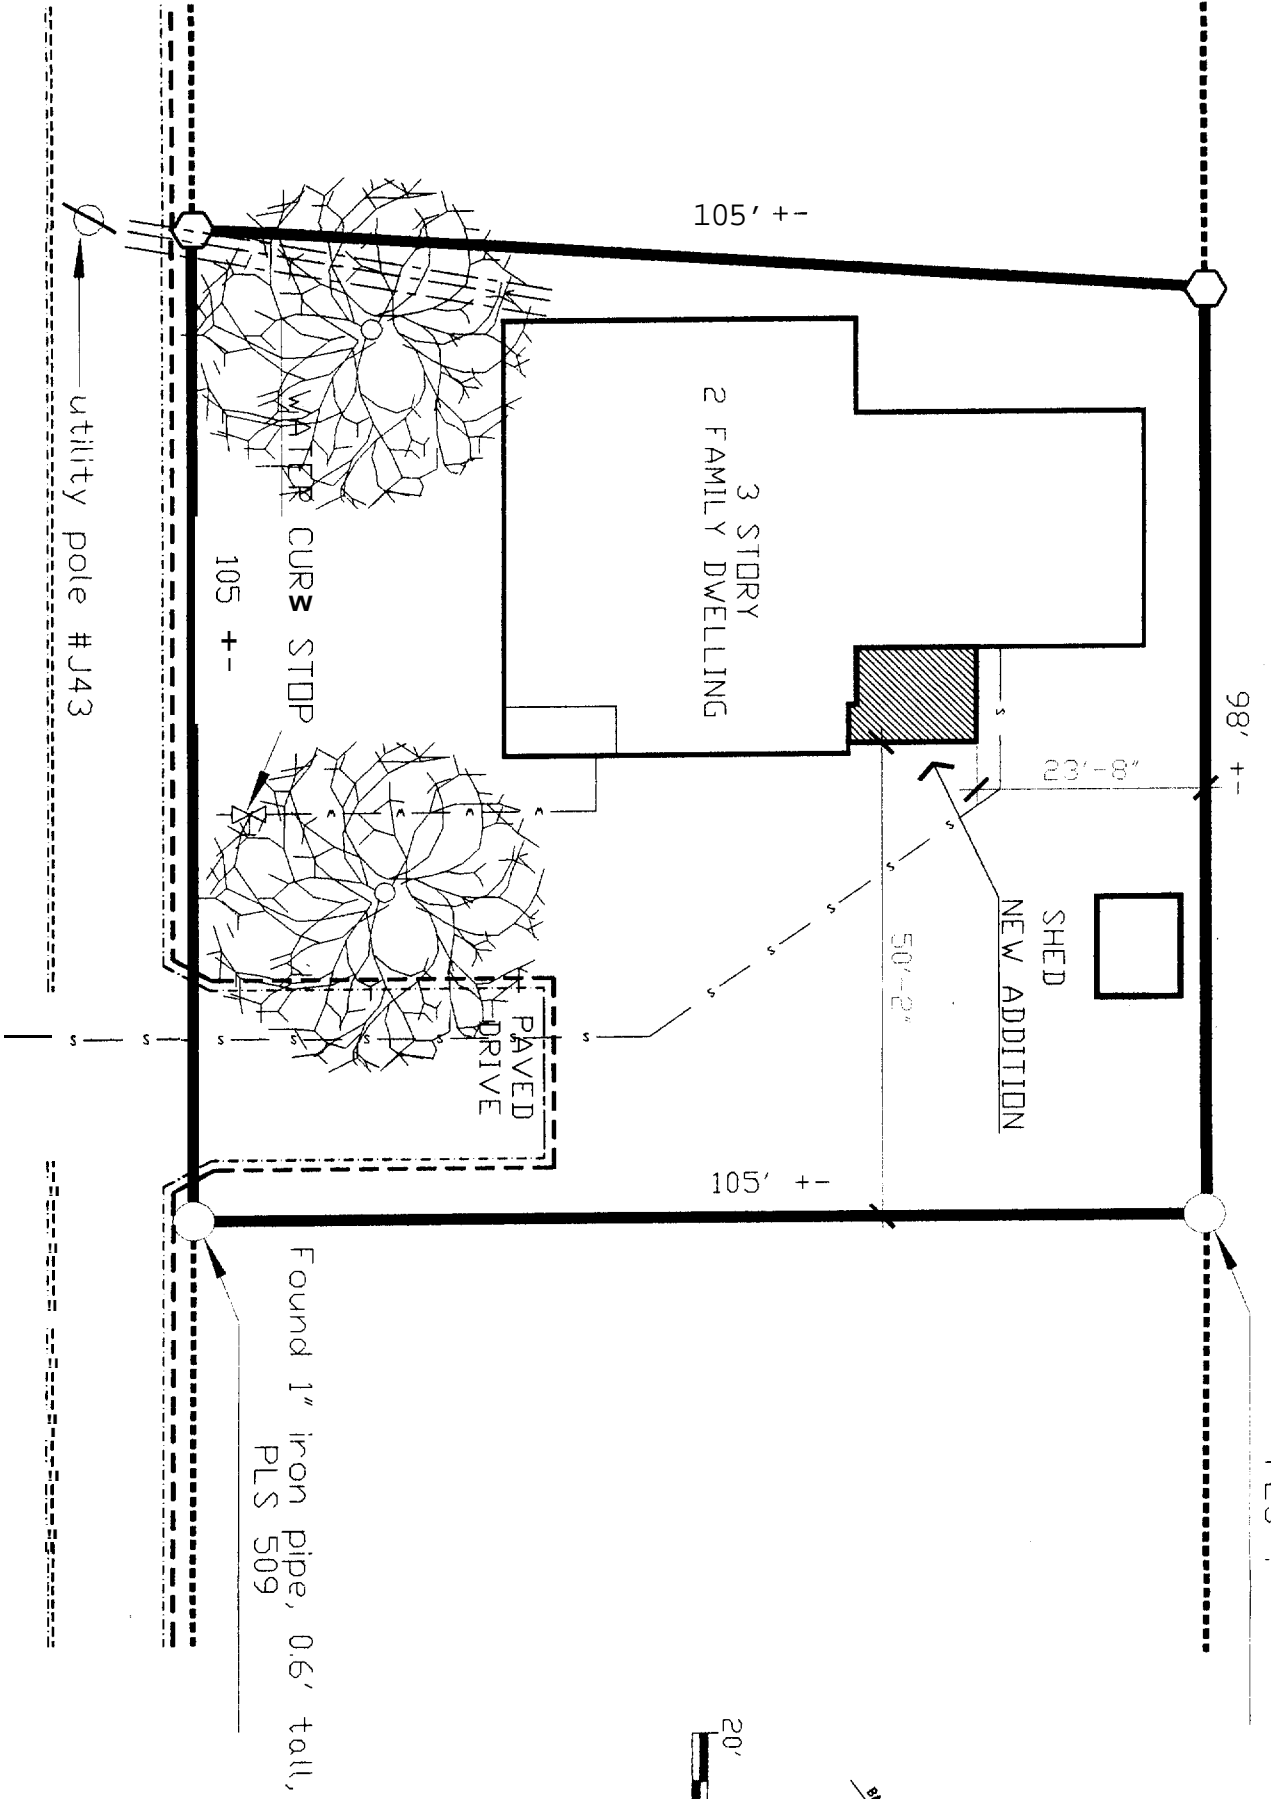 105' +-
98' +-
23'-8"
SHED
NEW ADDITION
50'-2"
3 STORY
2 FAMILY DWELLING
105' +-
PAVED
DRIVE
WATER CURW STOP
105 +-
utility pole #J43
Found 1" iron pipe, 0.6' tall,
PLS 509
20'
S
S
S
S
S
S
S
S
S
S
S
S
S
S